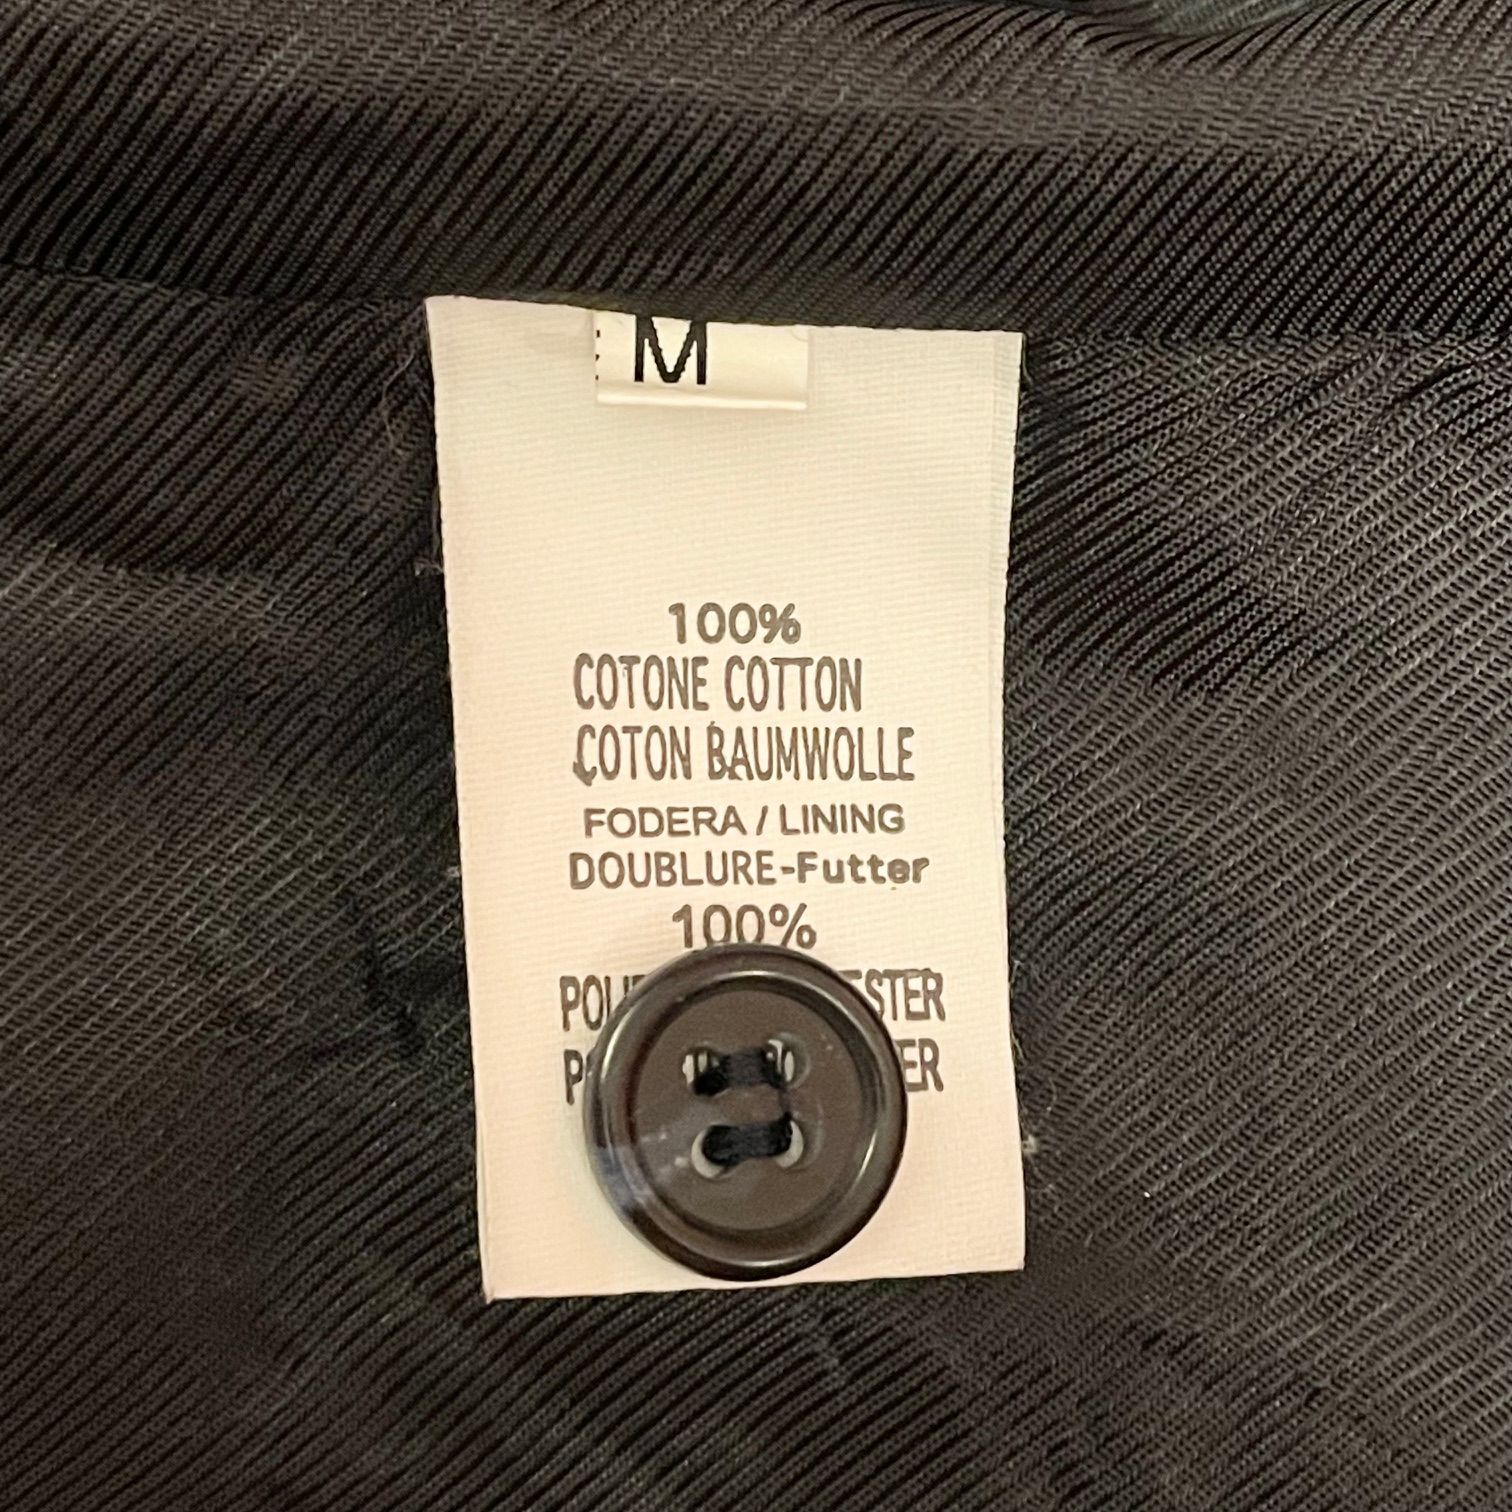 M
100%
COTONE COTTON
COTON BAUMWOLLE
FODERA / LINING
DOUBLURE-Futter
100%